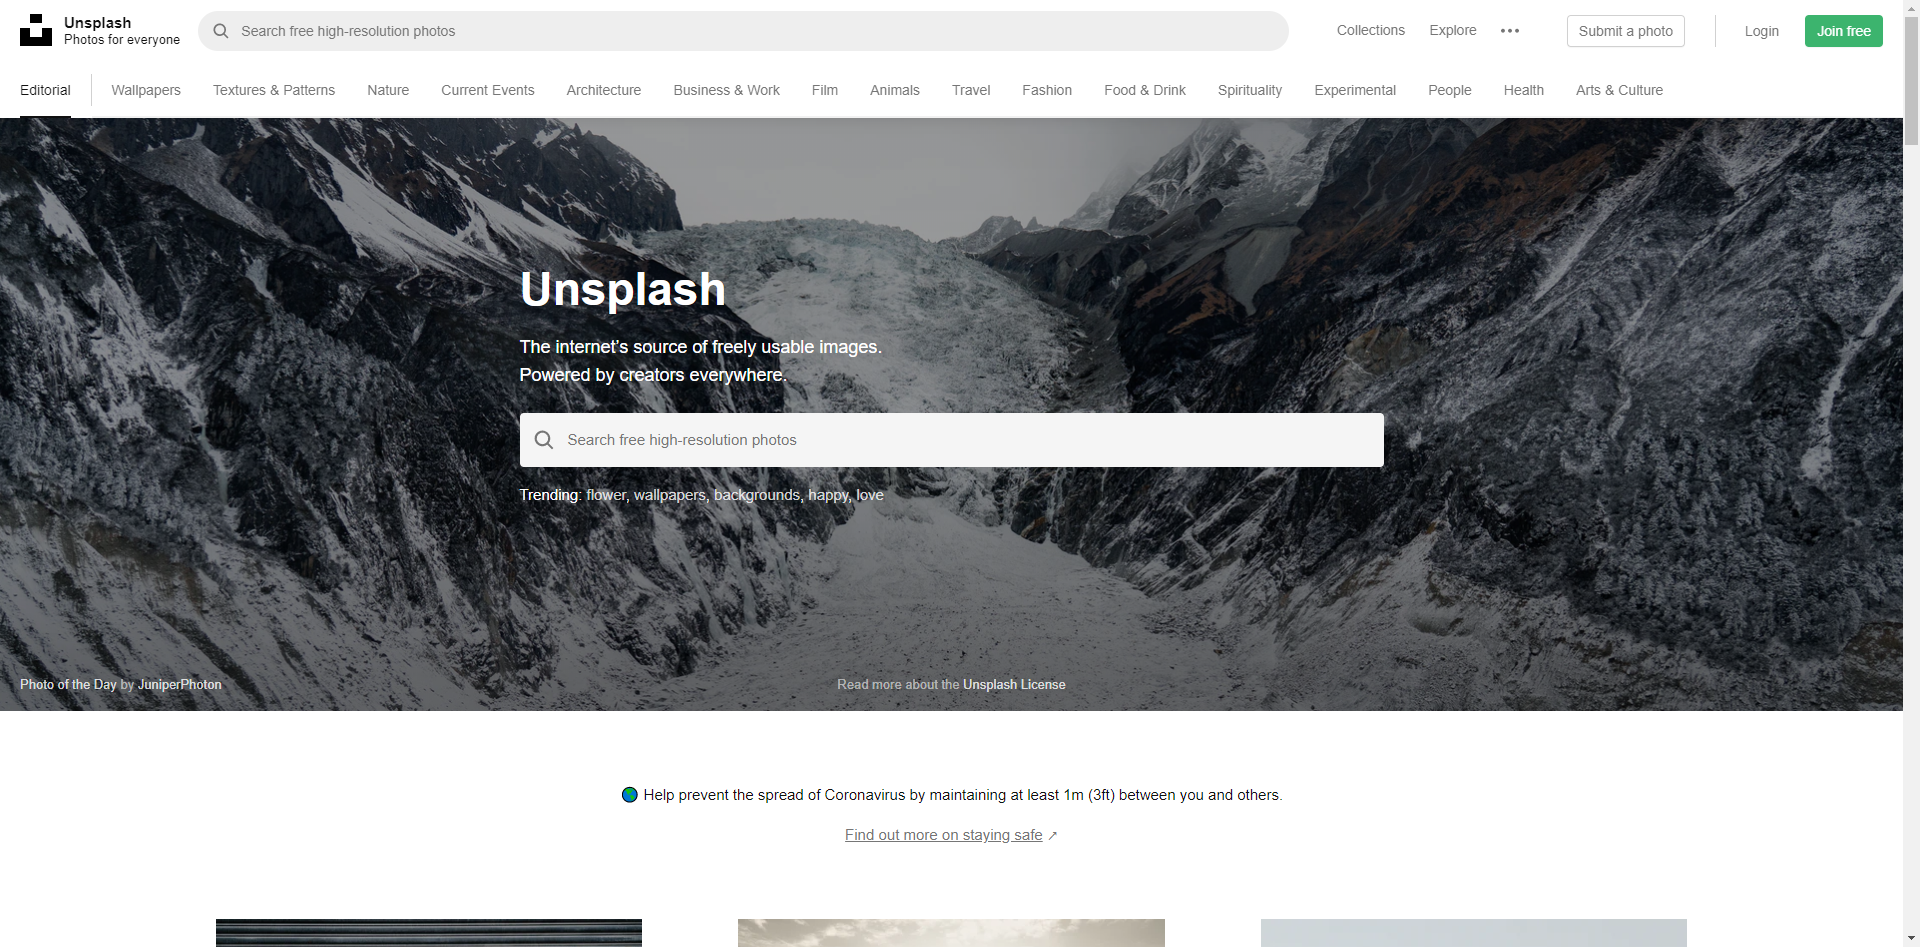 Unsplash
Photos for everyone
Search free high-resolution photos
Collections
Explore
Submit a photo
Login
Join free
Editorial
Wallpapers
Textures & Patterns
Nature
Current Events
Architecture
Business & Work
Film
Animals
Travel
Fashion
Food & Drink
Spirituality
Experimental
People
Health
Arts & Culture
Unsplash
The internet’s source of freely usable images.
Powered by creators everywhere.
Search free high-resolution photos
Trending: flower, wallpapers, backgrounds, happy, love
Photo of the Day by JuniperPhoton
Read more about the Unsplash License
Help prevent the spread of Coronavirus by maintaining at least 1m (3ft) between you and others.
Find out more on staying safe ↗